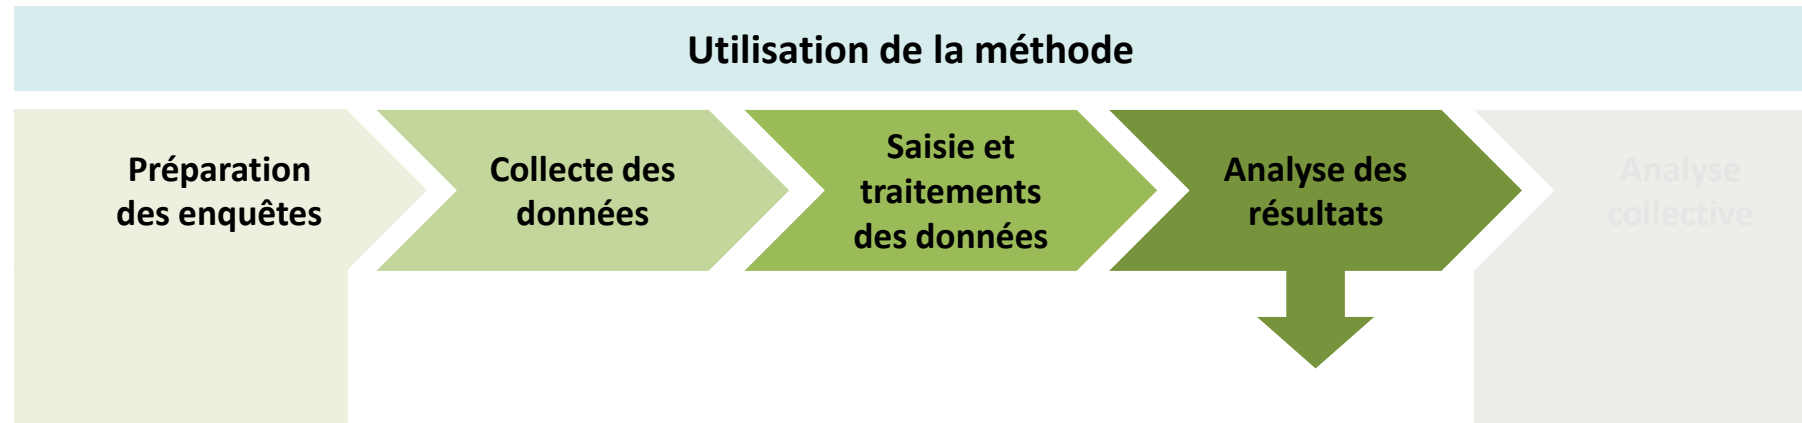 Utilisation de la méthode
Préparation
des enquêtes
Collecte des
données
Saisie et
traitements
des données
Analyse des
résultats
Analyse
collective